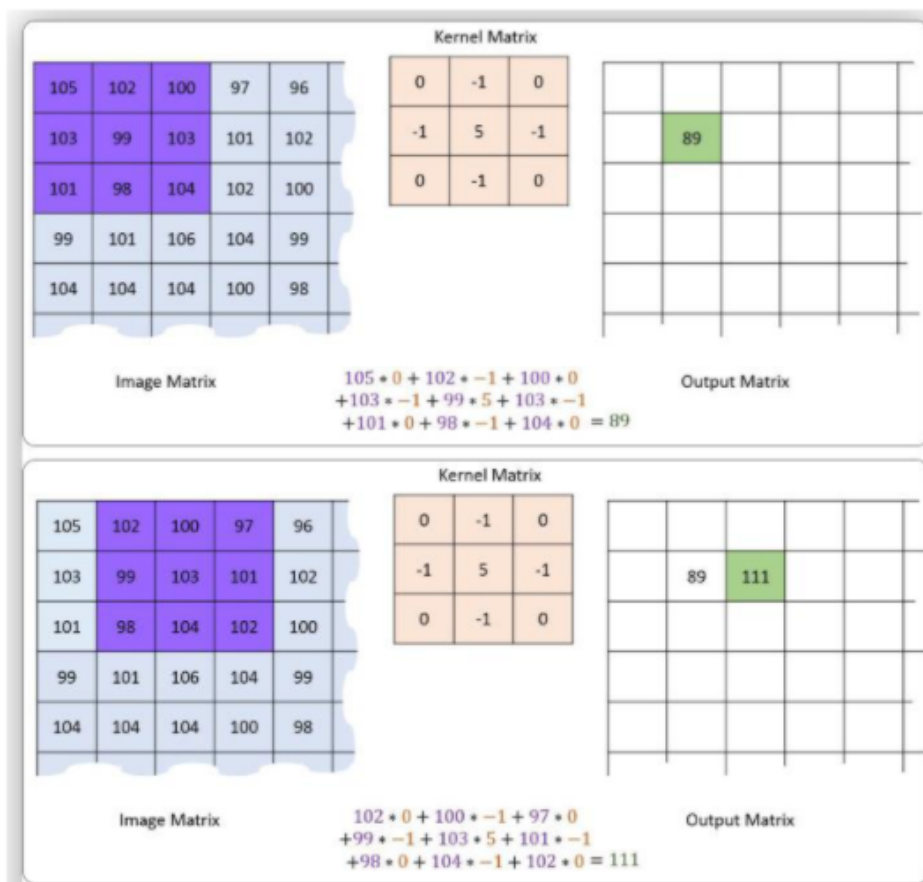 Kernel Matrix
105 102 100 97 96
0 -1 0
103 99 103 101 102
-1 5 -1
89
101 98 104 102 100
0 -1 0
99 101 106 104 99
104 104 104 100 98
Image Matrix
105 * 0 + 102 * −1 + 100 * 0
+103 * −1 + 99 * 5 + 103 * −1
+101 * 0 + 98 * −1 + 104 * 0 = 89
Output Matrix
Kernel Matrix
105 102 100 97 96
0 -1 0
103 99 103 101 102
-1 5 -1
89 111
101 98 104 102 100
0 -1 0
99 101 106 104 99
104 104 104 100 98
Image Matrix
102 * 0 + 100 * −1 + 97 * 0
+99 * −1 + 103 * 5 + 101 * −1
+98 * 0 + 104 * −1 + 102 * 0 = 111
Output Matrix